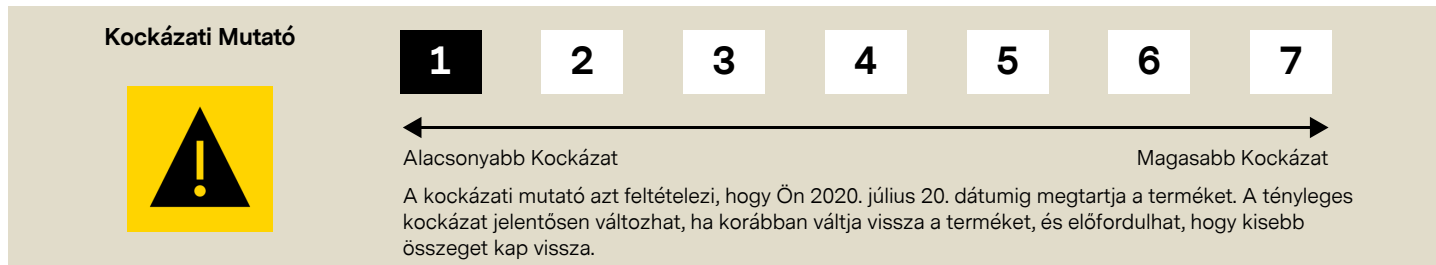 Kockázati Mutató
1 2 3 4 5 6 7
Alacsonyabb Kockázat Magasabb Kockázat
A kockázati mutató azt feltételezi, hogy Ön 2020. július 20. dátumig megtartja a terméket. A tényleges
kockázat jelentősen változhat, ha korábban váltja vissza a terméket, és előfordulhat, hogy kisebb
összeget kap vissza.